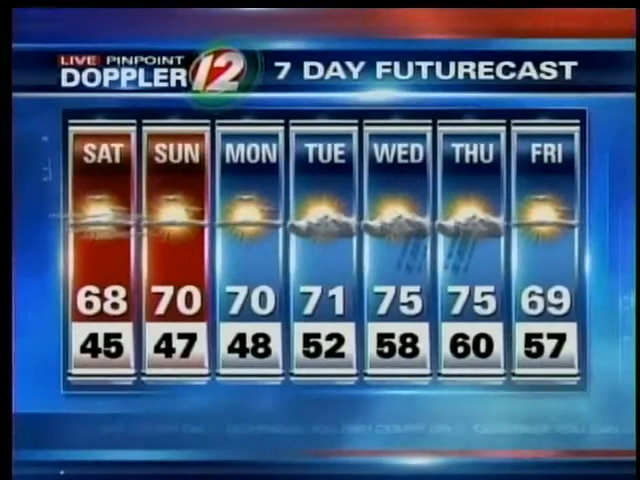 LIVE PINPOINT
DOPPLER 12
7 DAY FUTURECAST
SAT SUN MON TUE WED THU FRI
68 70 70 71 75 75 69
45 47 48 52 58 60 57